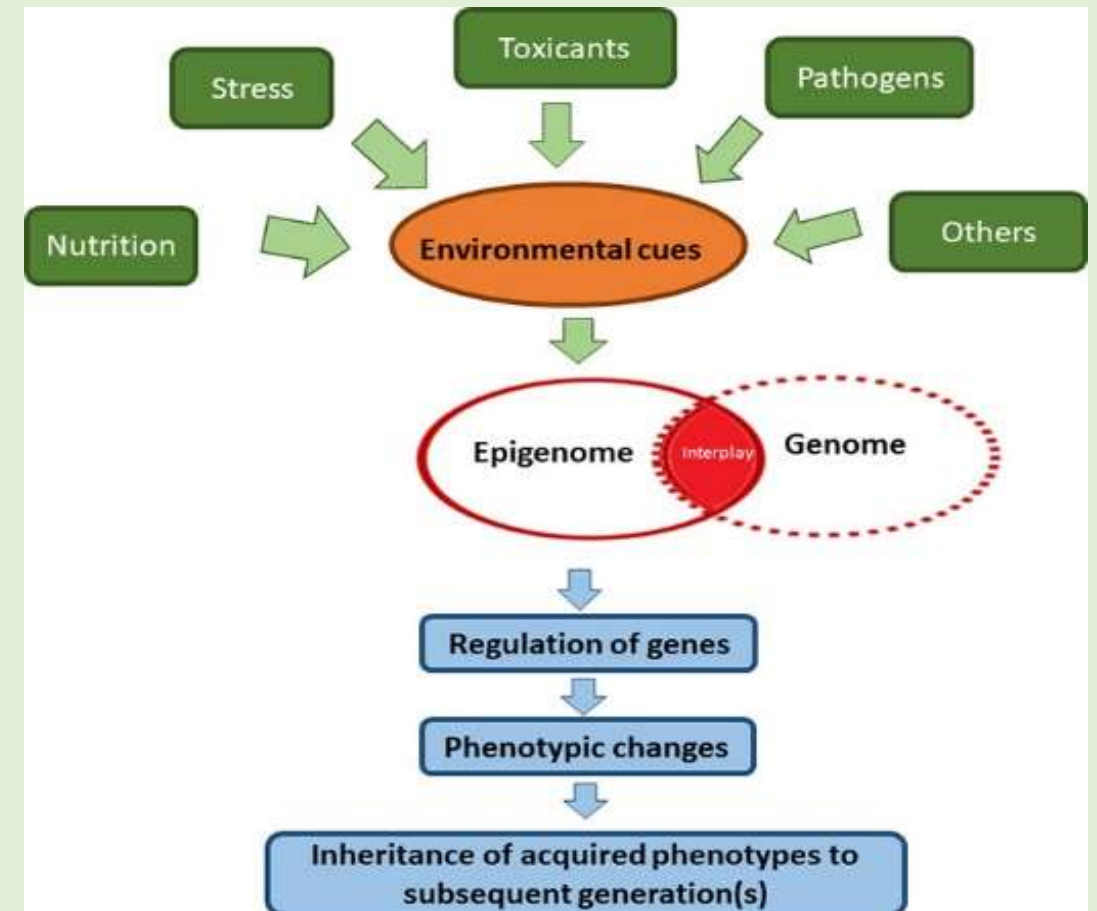 Toxicants
Stress
Pathogens
Nutrition
Environmental cues
Others
Epigenome
Interplay
Genome
Regulation of genes
Phenotypic changes
Inheritance of acquired phenotypes to
subsequent generation(s)